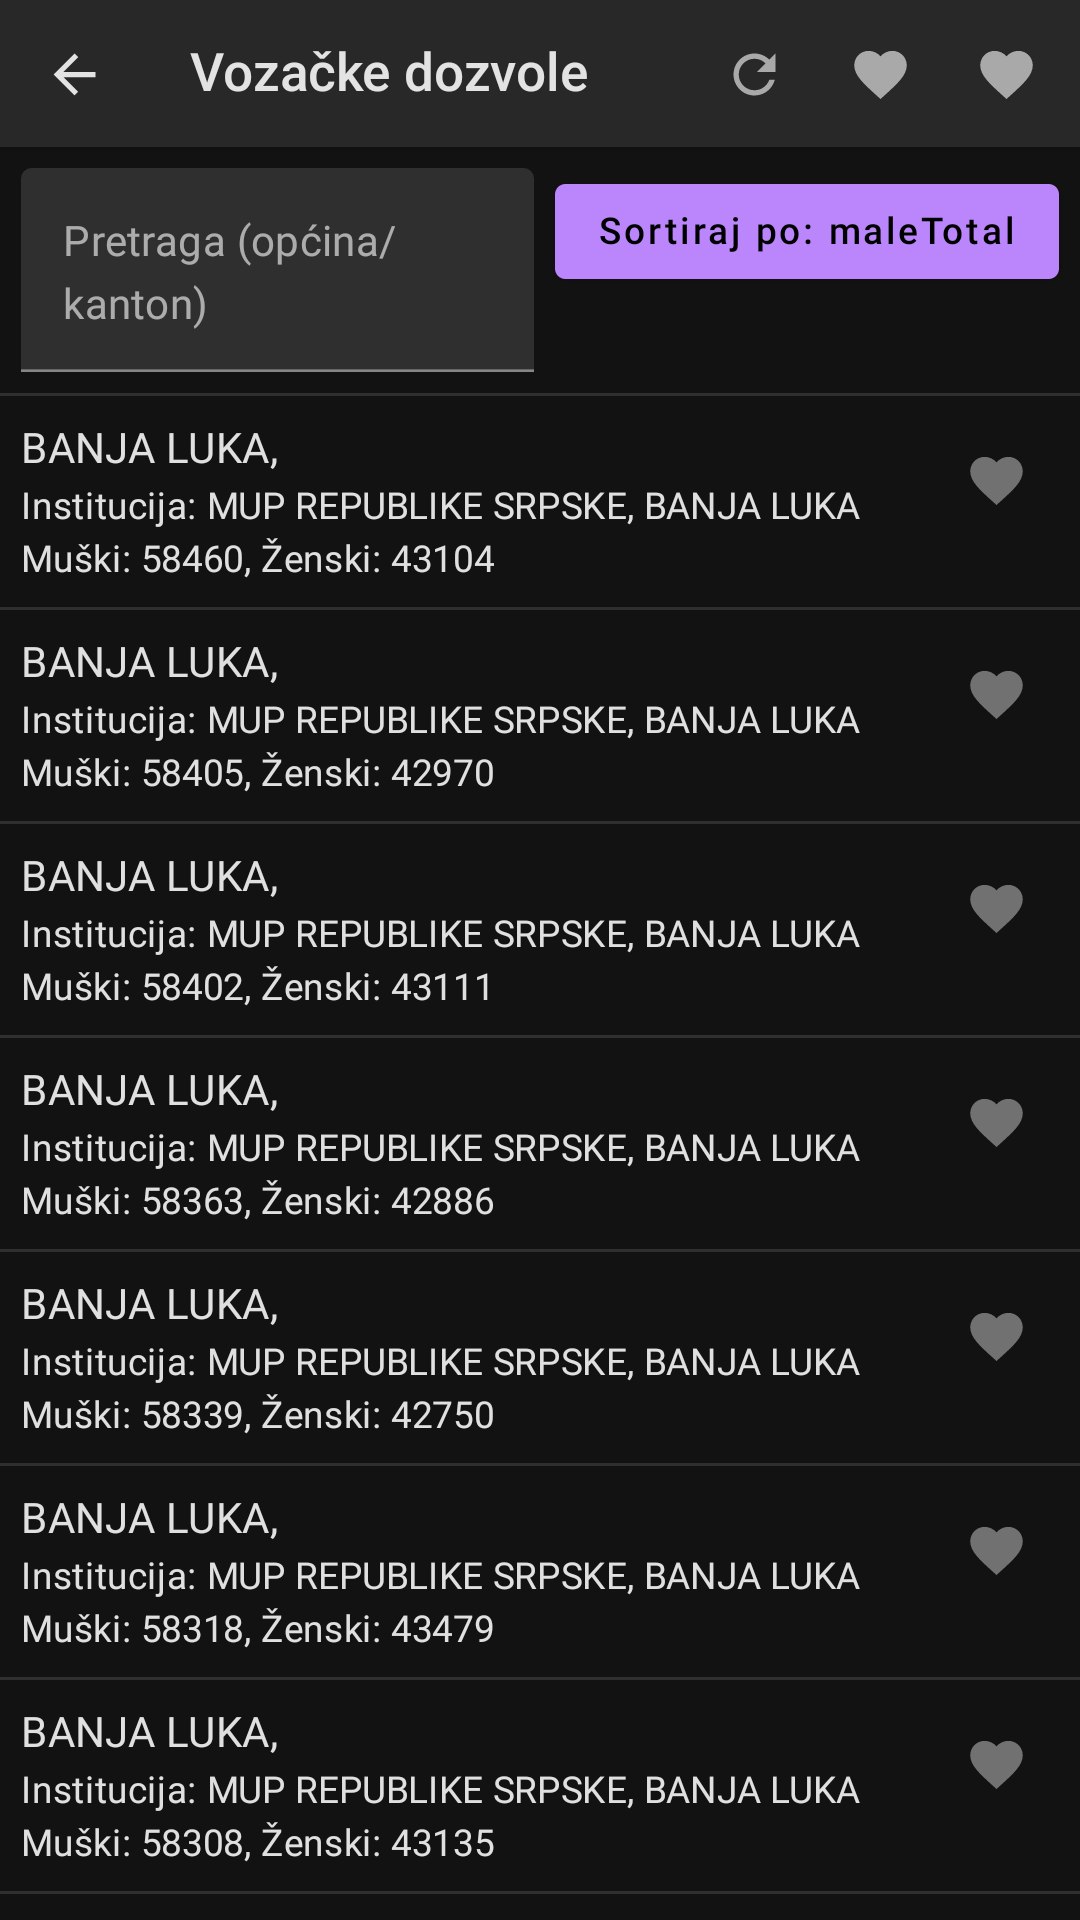 Vozačke dozvole
Pretraga (općina/
kanton)
Sortiraj po: maleTotal
BANJA LUKA,
Institucija: MUP REPUBLIKE SRPSKE, BANJA LUKA
Muški: 58460, Ženski: 43104
BANJA LUKA,
Institucija: MUP REPUBLIKE SRPSKE, BANJA LUKA
Muški: 58405, Ženski: 42970
BANJA LUKA,
Institucija: MUP REPUBLIKE SRPSKE, BANJA LUKA
Muški: 58402, Ženski: 43111
BANJA LUKA,
Institucija: MUP REPUBLIKE SRPSKE, BANJA LUKA
Muški: 58363, Ženski: 42886
BANJA LUKA,
Institucija: MUP REPUBLIKE SRPSKE, BANJA LUKA
Muški: 58339, Ženski: 42750
BANJA LUKA,
Institucija: MUP REPUBLIKE SRPSKE, BANJA LUKA
Muški: 58318, Ženski: 43479
BANJA LUKA,
Institucija: MUP REPUBLIKE SRPSKE, BANJA LUKA
Muški: 58308, Ženski: 43135